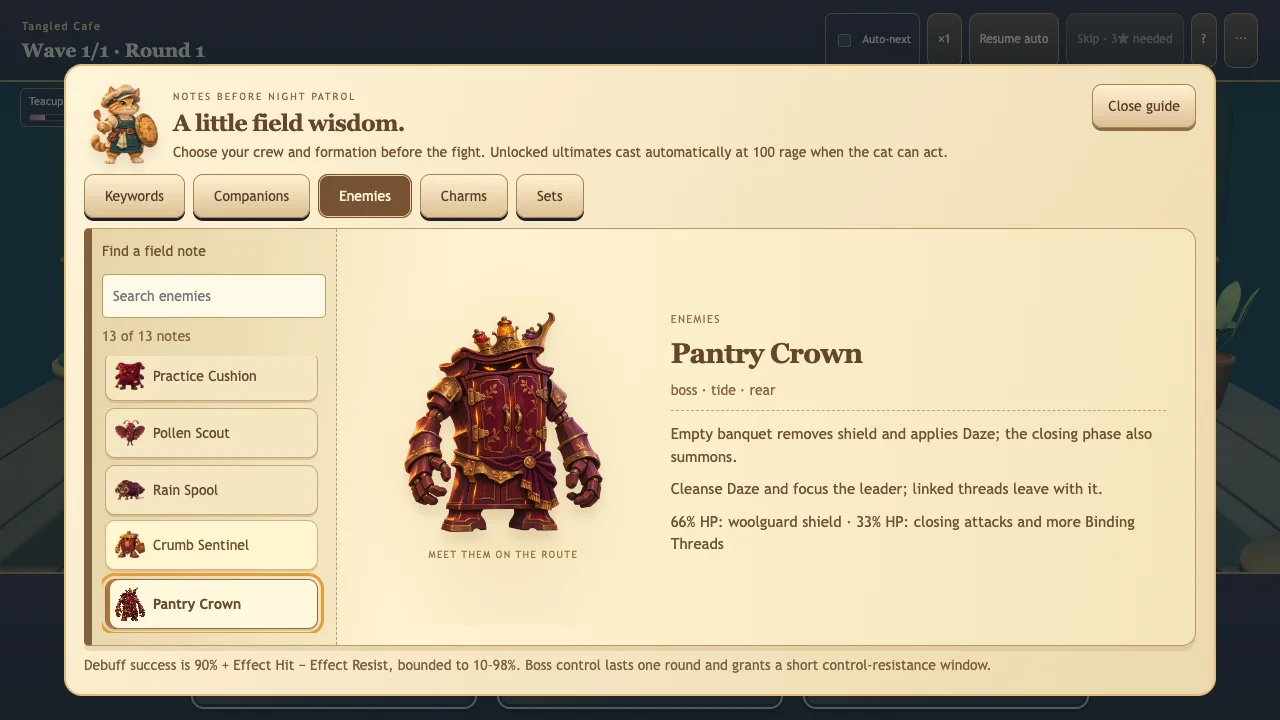 Tangled Cafe
Wave 1/1 · Round 1
Auto-next
×1
Resume auto
Skip · 3★ needed
?
...
Teacup
NOTES BEFORE NIGHT PATROL
A little field wisdom.
Choose your crew and formation before the fight. Unlocked ultimates cast automatically at 100 rage when the cat can act.
Close guide
Keywords
Companions
Enemies
Charms
Sets
Find a field note
Search enemies
13 of 13 notes
Practice Cushion
Pollen Scout
Rain Spool
Crumb Sentinel
Pantry Crown
MEET THEM ON THE ROUTE
ENEMIES
Pantry Crown
boss · tide · rear
Empty banquet removes shield and applies Daze; the closing phase also
summons.
Cleanse Daze and focus the leader; linked threads leave with it.
66% HP: woolguard shield · 33% HP: closing attacks and more Binding
Threads
Debuff success is 90% + Effect Hit − Effect Resist, bounded to 10-98%. Boss control lasts one round and grants a short control-resistance window.